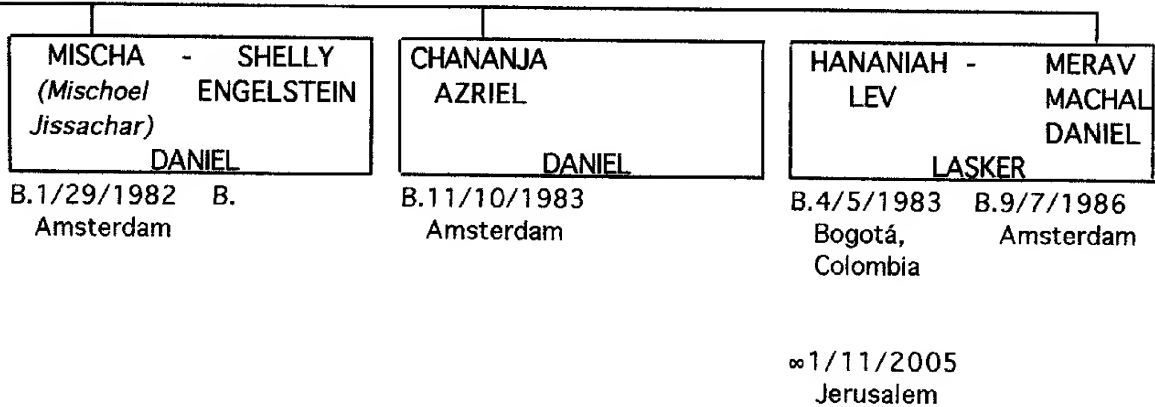 MISCHA - SHELLY
(Mischoel ENGELSTEIN
Jissachar)
DANIEL
B.1/29/1982 B.
Amsterdam
CHANANJA
AZRIEL
DANIEL
B.11/10/1983
Amsterdam
HANANIAH - MERAV
LEV MACHAL
DANIEL
LASKER
B.4/5/1983 B.9/7/1986
Bogotá, Amsterdam
Colombia
∞1/11/2005
Jerusalem